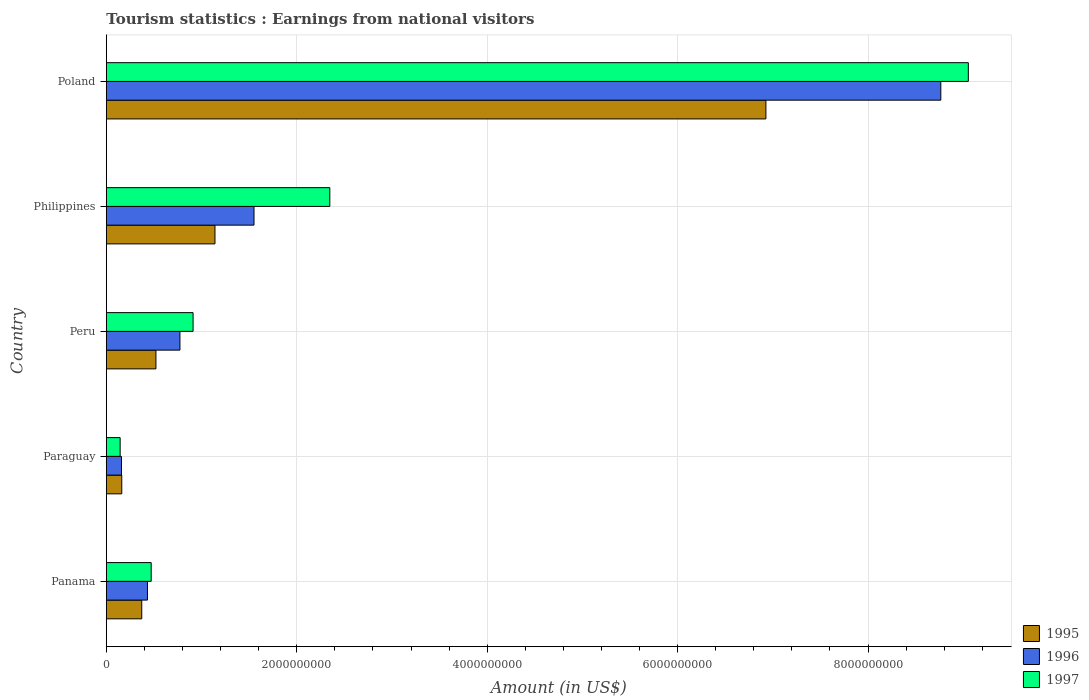 Tourism statistics : Earnings from national visitors
Country
Poland
Philippines
Peru
Paraguay
Panama
2000000000
4000000000
6000000000
8000000000
Amount (in US$)
1995
1996
1997